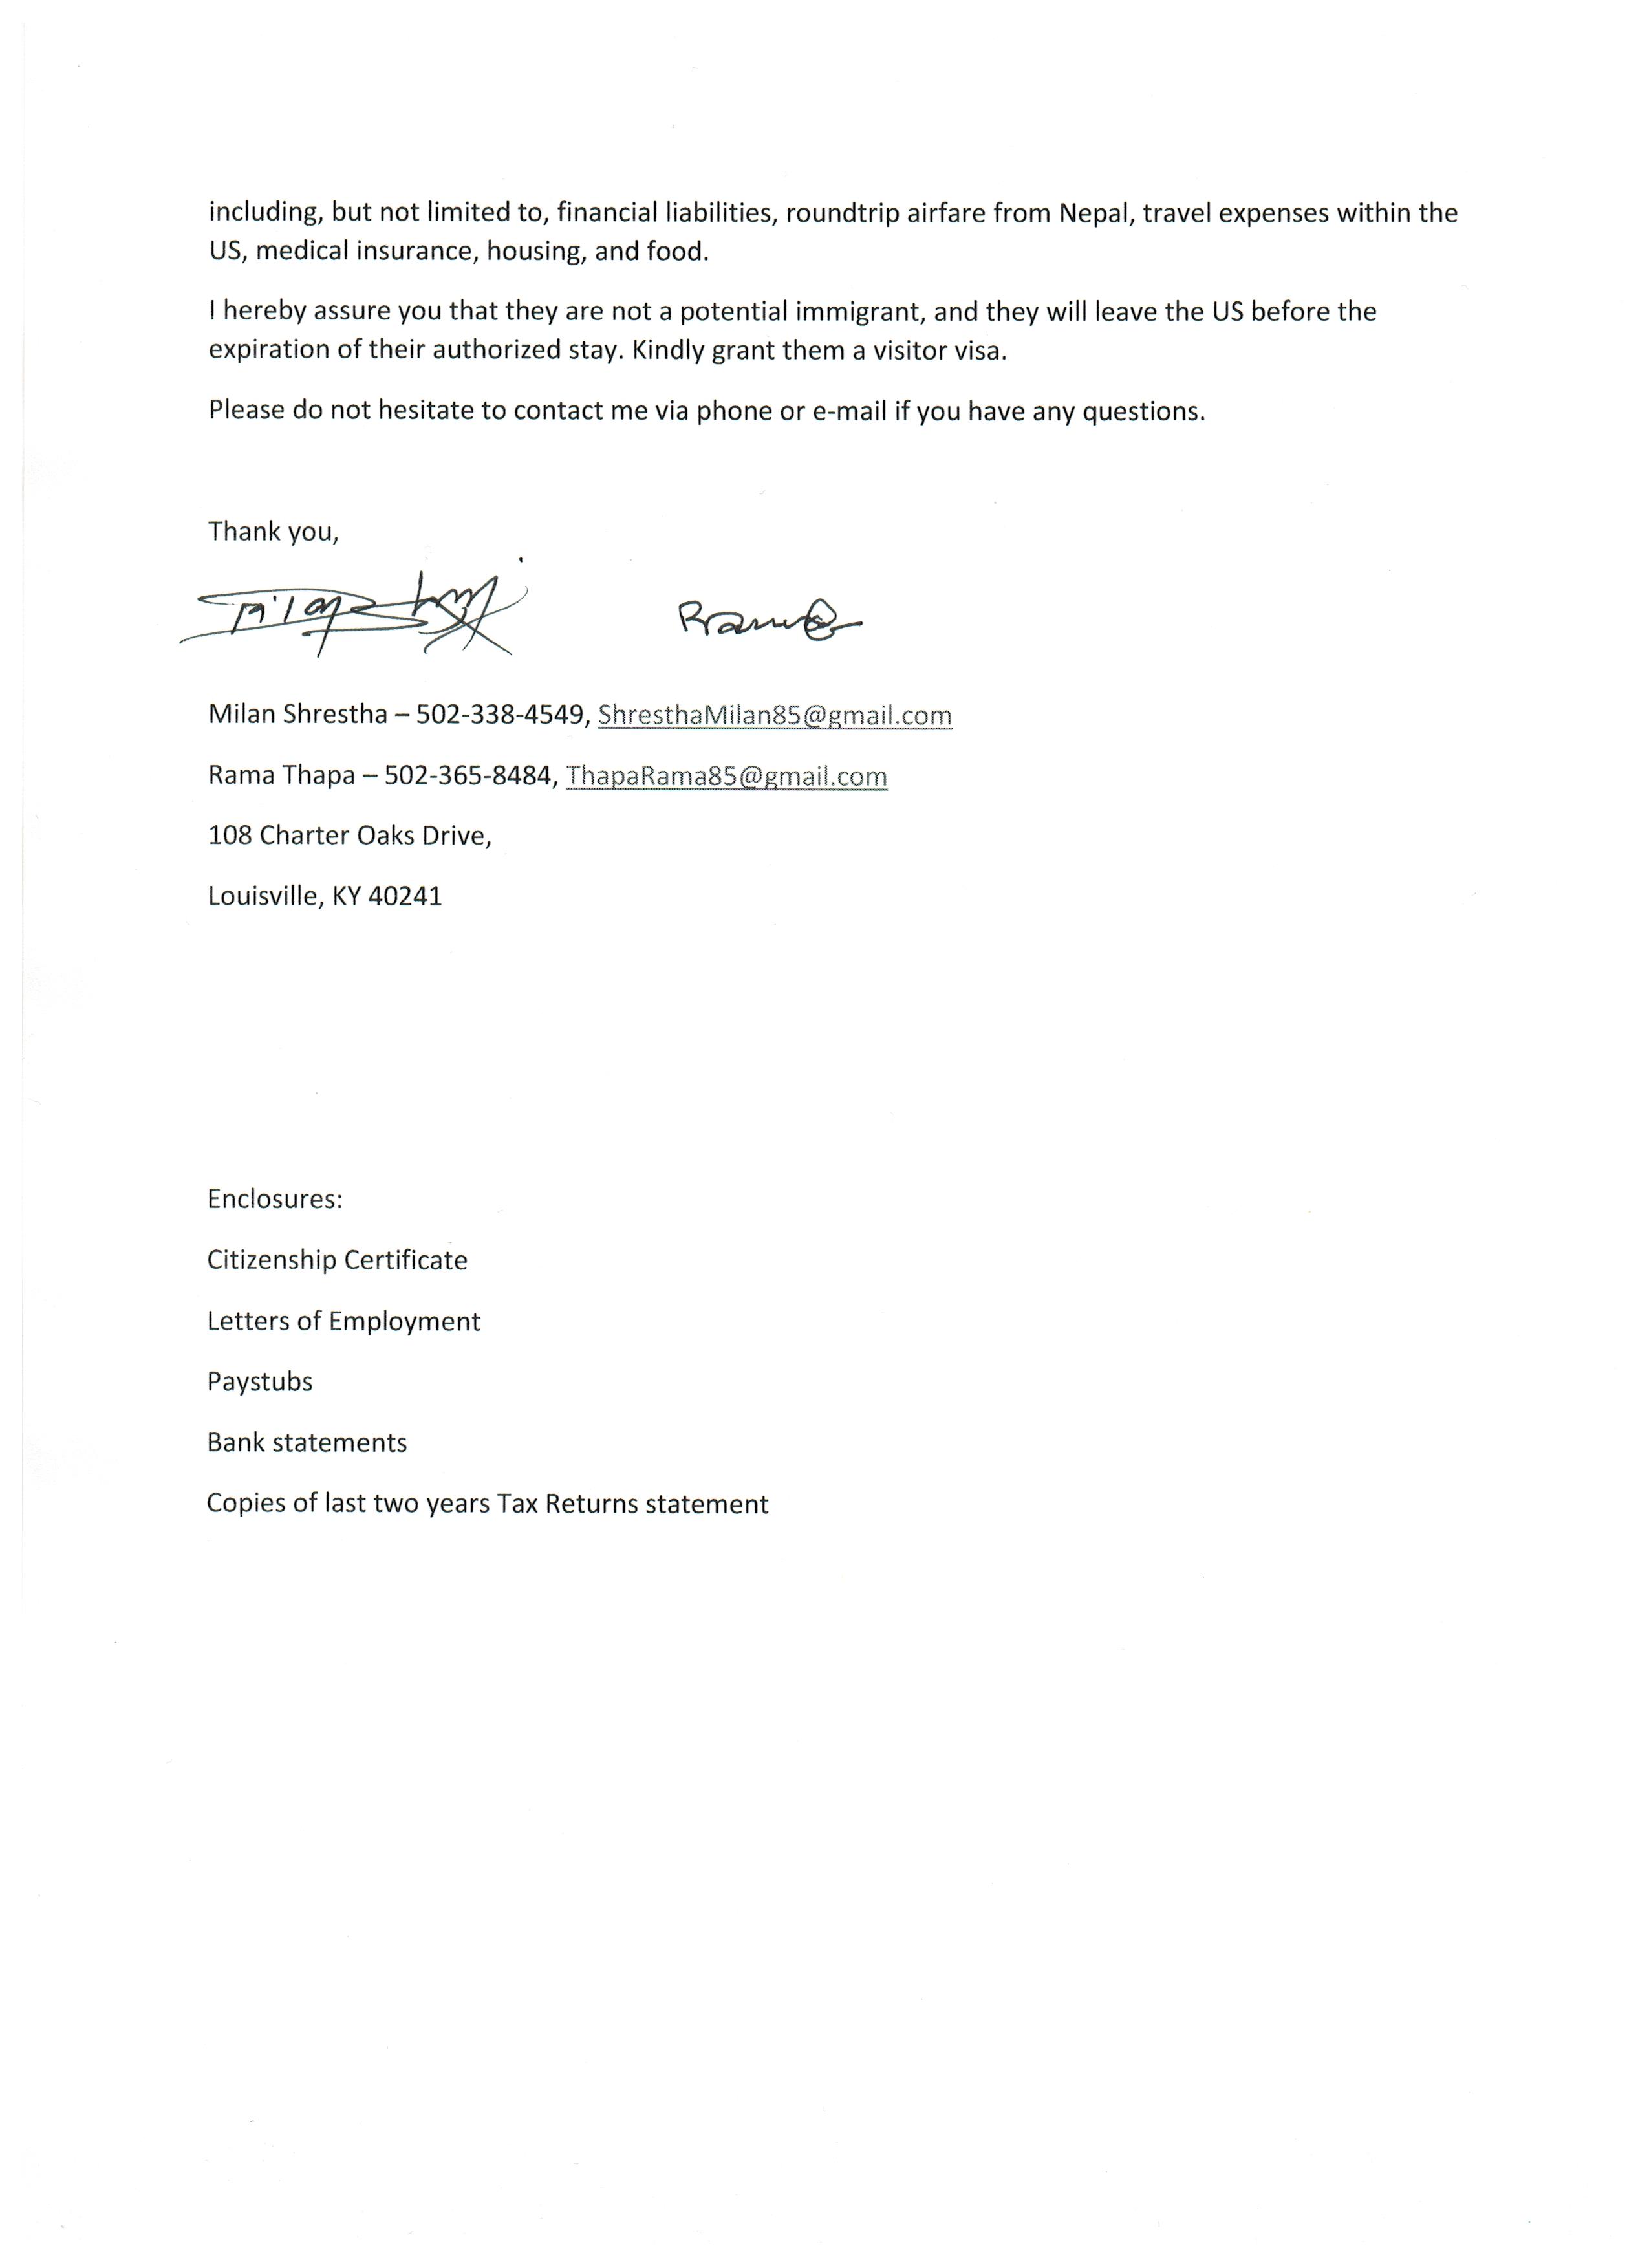 including, but not limited to, financial liabilities, roundtrip airfare from Nepal, travel expenses within the
US, medical insurance, housing, and food.
I hereby assure you that they are not a potential immigrant, and they will leave the US before the
expiration of their authorized stay. Kindly grant them a visitor visa.
Please do not hesitate to contact me via phone or e-mail if you have any questions.
Thank you,
Milan Shrestha – 502-338-4549, ShresthaMilan85@gmail.com
Rama Thapa – 502-365-8484, ThapaRama85@gmail.com
108 Charter Oaks Drive,
Louisville, KY 40241
Enclosures:
Citizenship Certificate
Letters of Employment
Paystubs
Bank statements
Copies of last two years Tax Returns statement